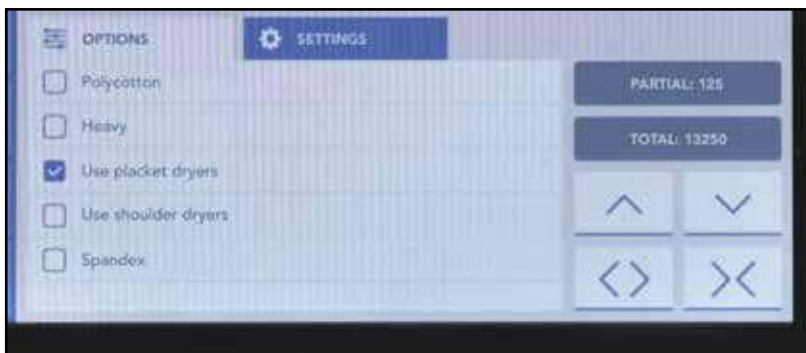 OPTIONS
SETTINGS
Polycotton
Heavy
Use placket dryers
Use shoulder dryers
Spandex
PARTIAL: 125
TOTAL: 13250